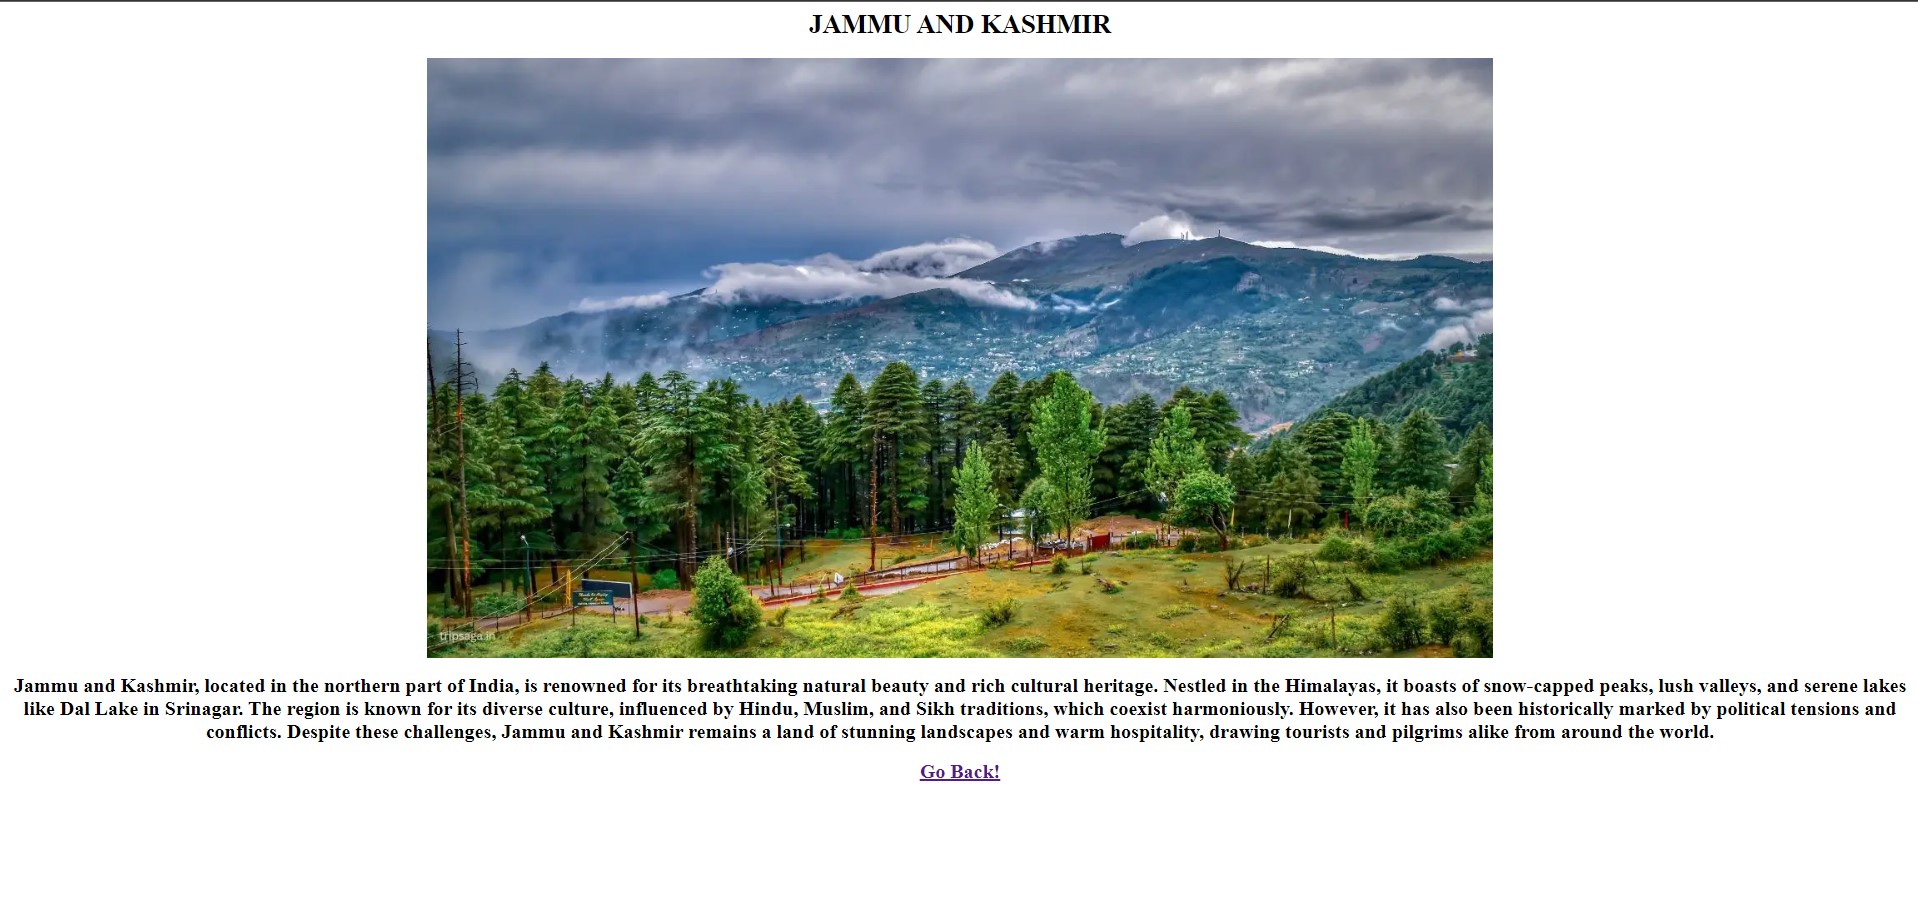 JAMMU AND KASHMIR
tripsaga.in
Jammu and Kashmir, located in the northern part of India, is renowned for its breathtaking natural beauty and rich cultural heritage. Nestled in the Himalayas, it boasts of snow-capped peaks, lush valleys, and serene lakes
like Dal Lake in Srinagar. The region is known for its diverse culture, influenced by Hindu, Muslim, and Sikh traditions, which coexist harmoniously. However, it has also been historically marked by political tensions and
conflicts. Despite these challenges, Jammu and Kashmir remains a land of stunning landscapes and warm hospitality, drawing tourists and pilgrims alike from around the world.
Go Back!